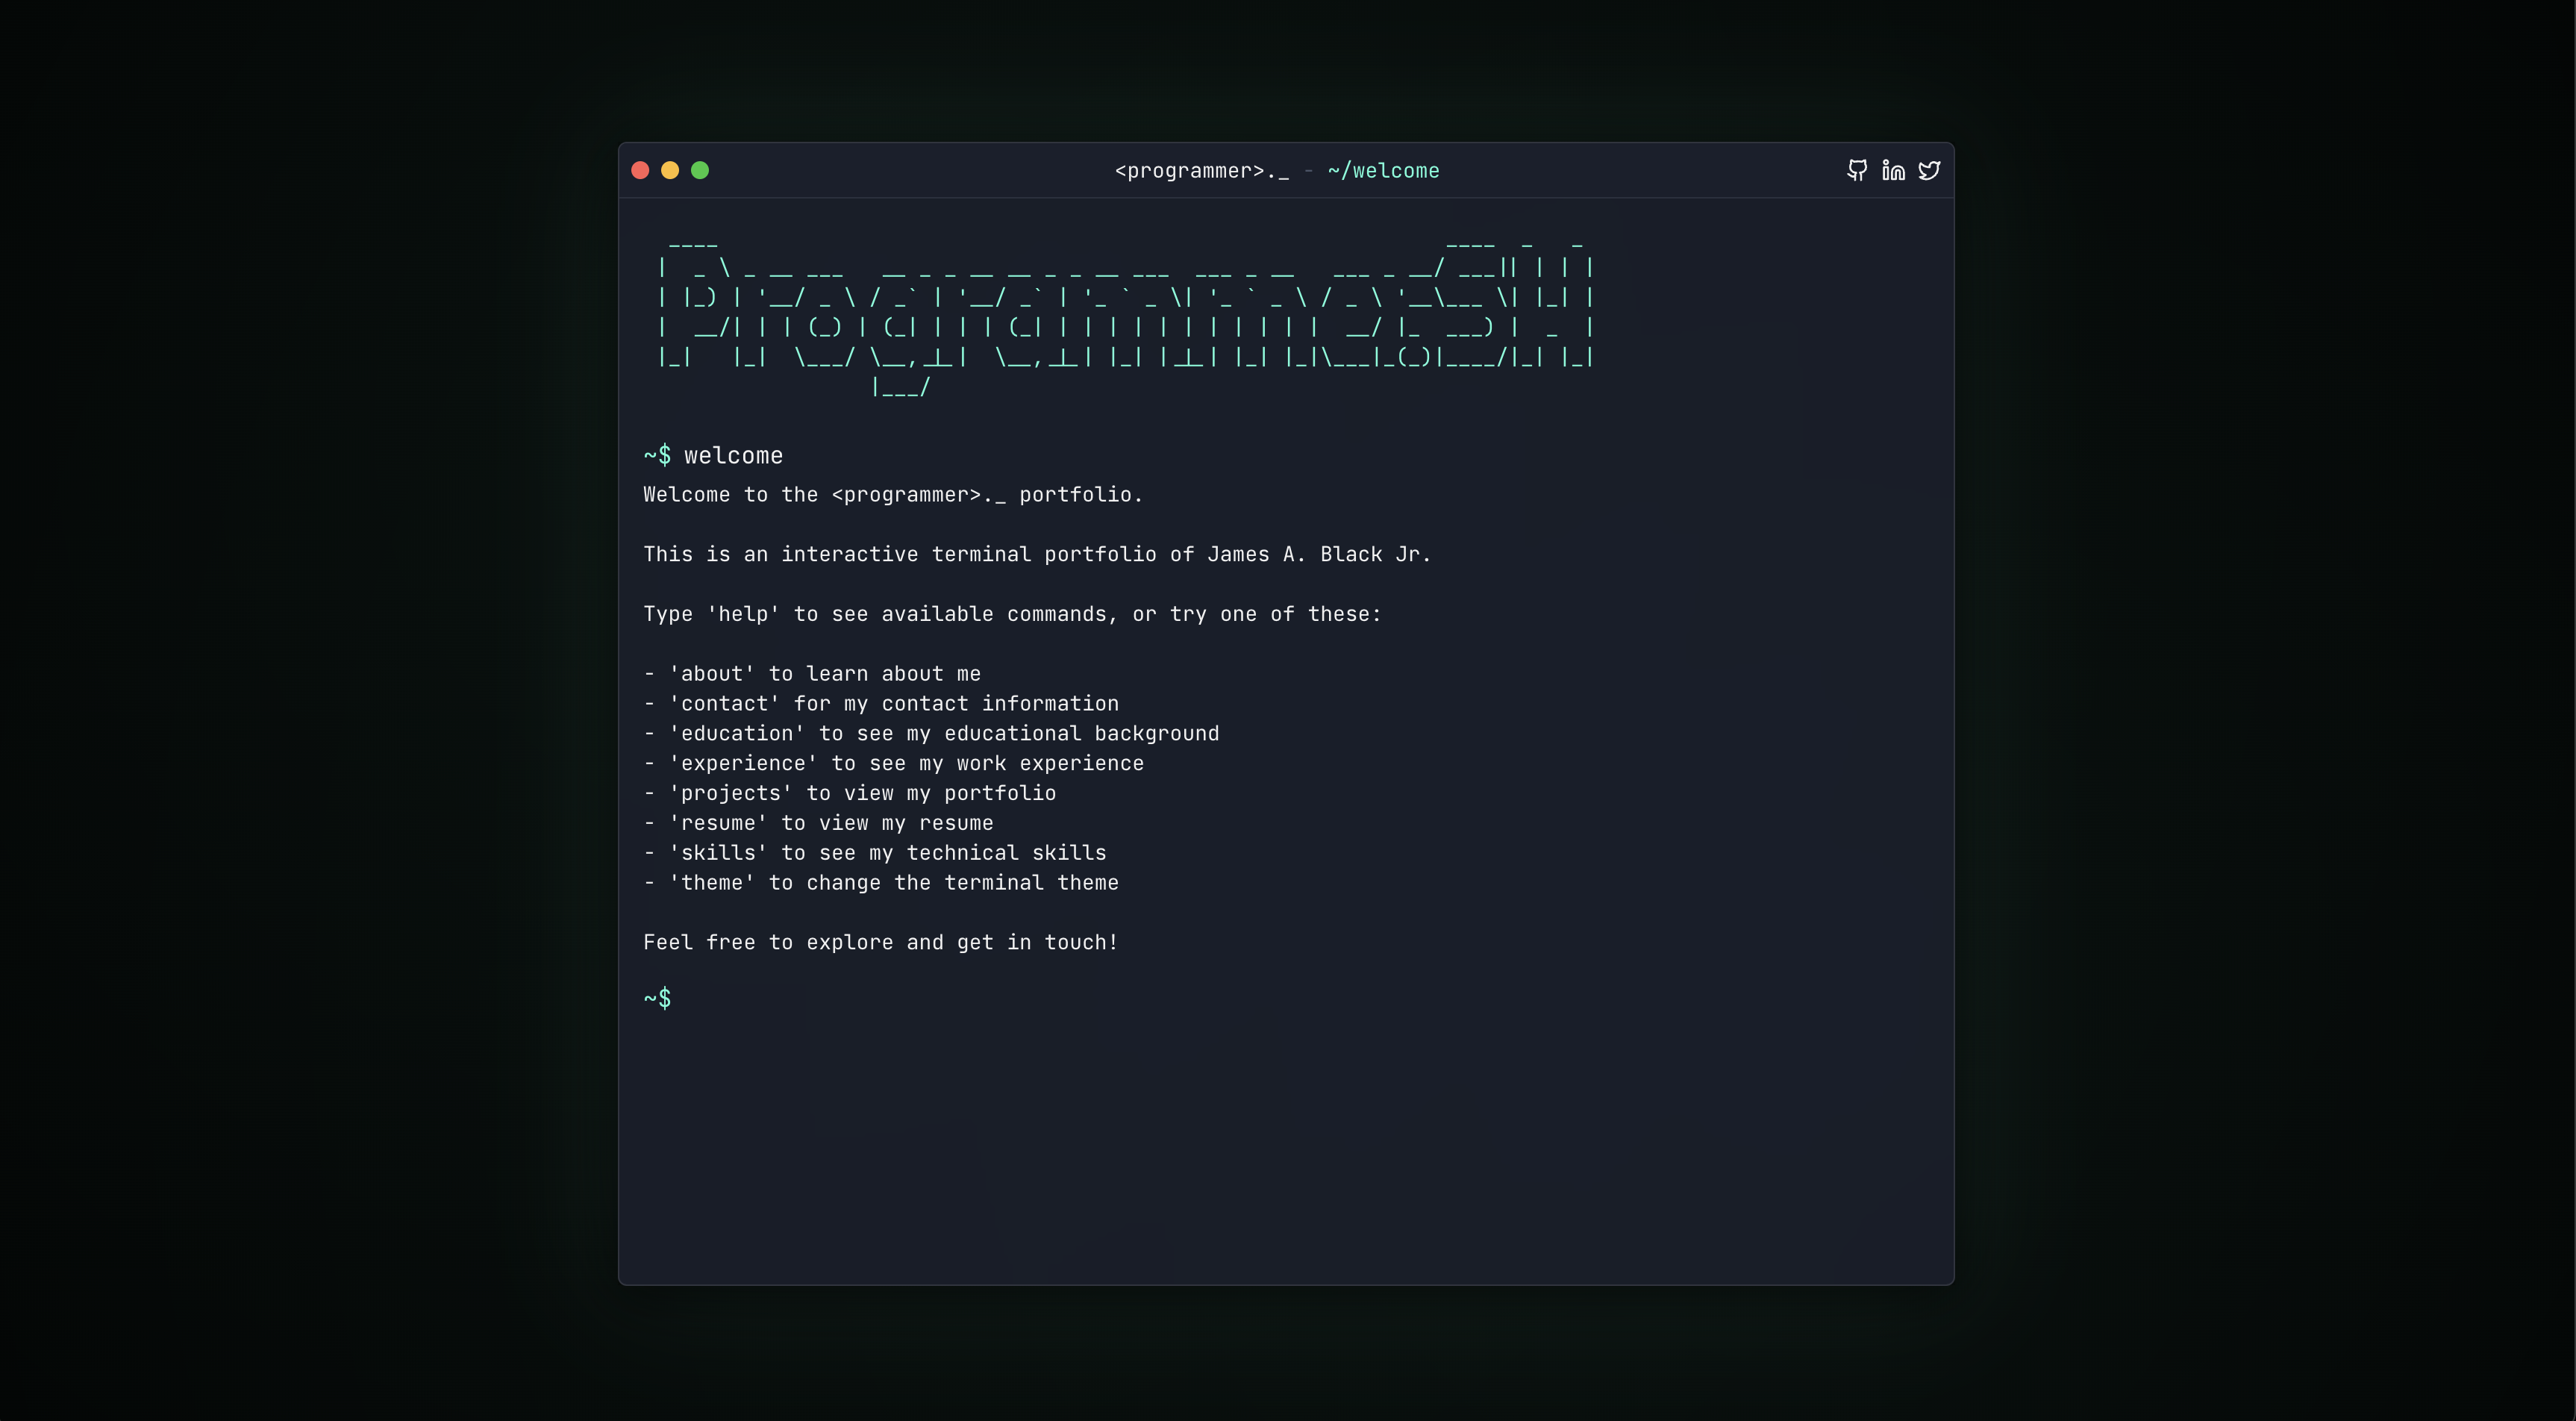 <programmer>._ - ~/welcome
Programmer.SH
~$ welcome
Welcome to the <programmer>._ portfolio.
This is an interactive terminal portfolio of James A. Black Jr.
Type 'help' to see available commands, or try one of these:
- 'about' to learn about me
- 'contact' for my contact information
- 'education' to see my educational background
- 'experience' to see my work experience
- 'projects' to view my portfolio
- 'resume' to view my resume
- 'skills' to see my technical skills
- 'theme' to change the terminal theme
Feel free to explore and get in touch!
~$